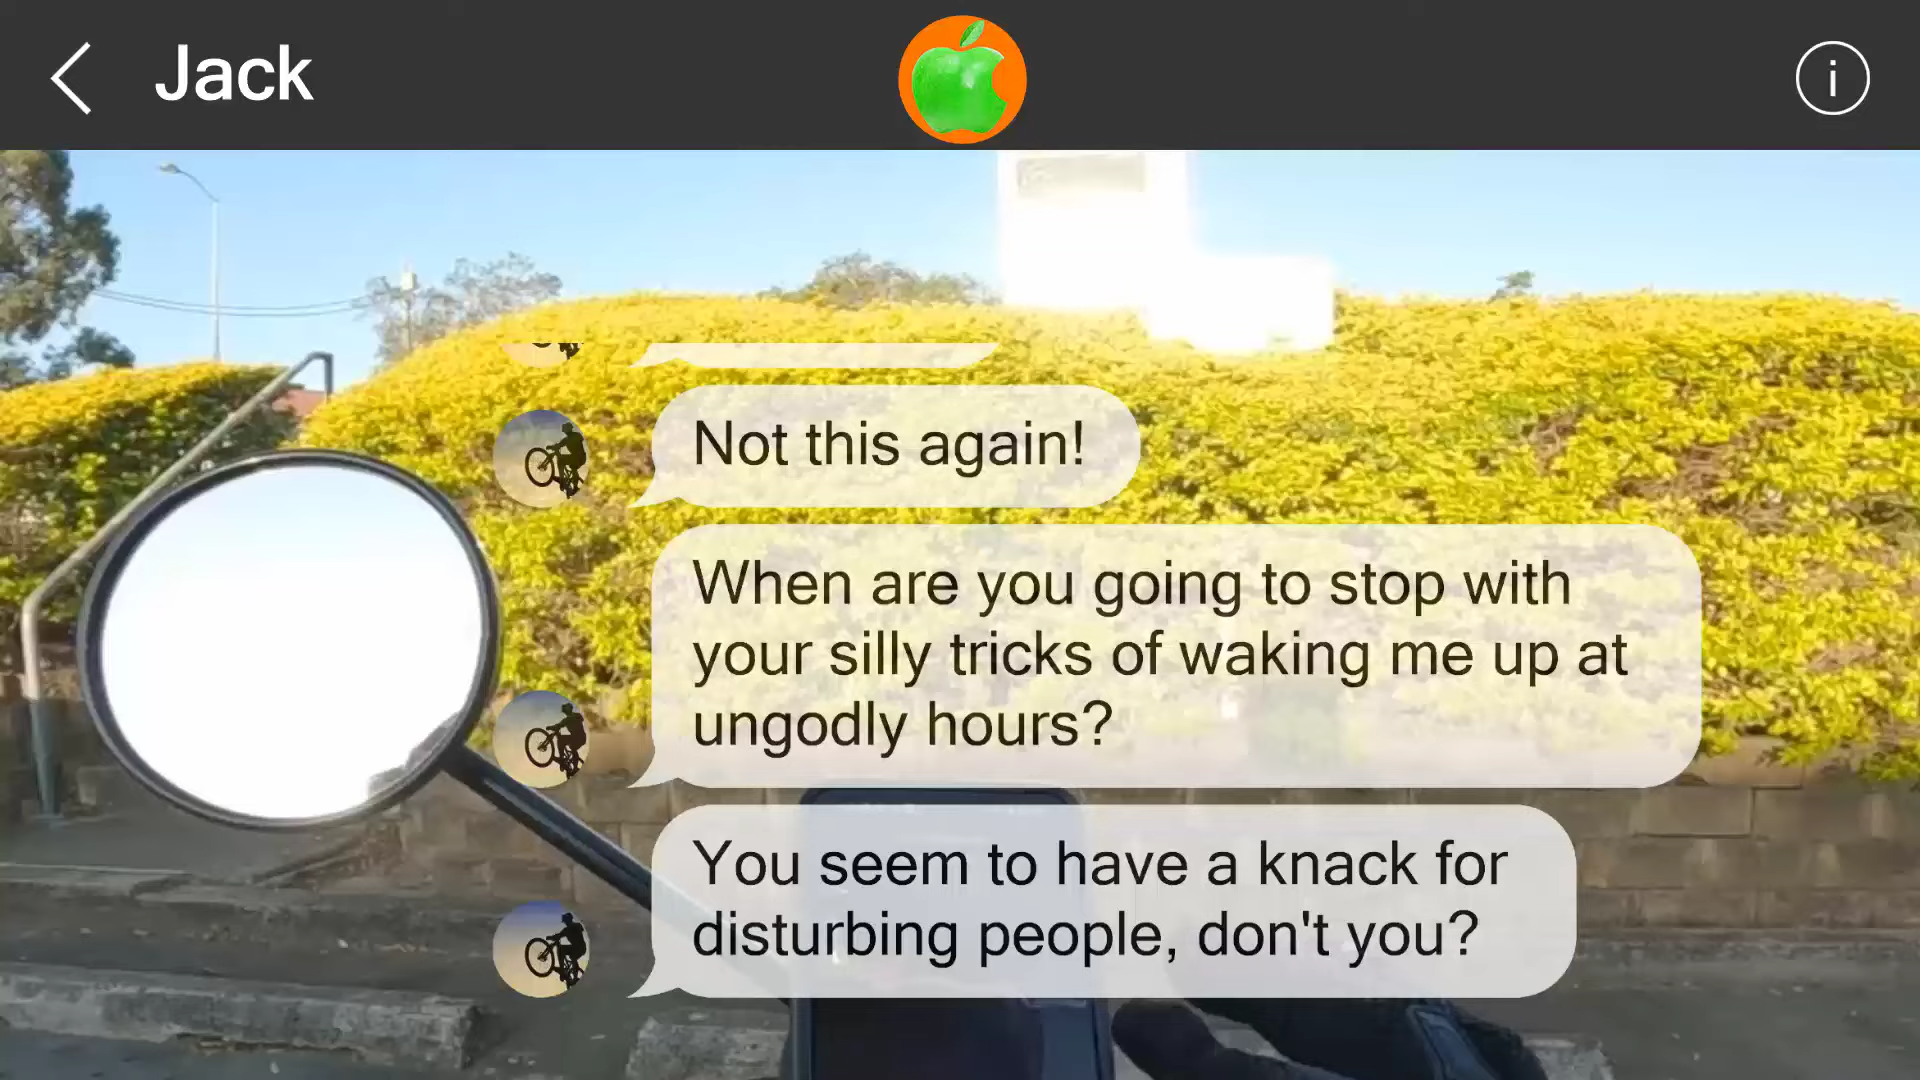 Jack
i
Not this again!
When are you going to stop with
your silly tricks of waking me up at
ungodly hours?
You seem to have a knack for
disturbing people, don't you?